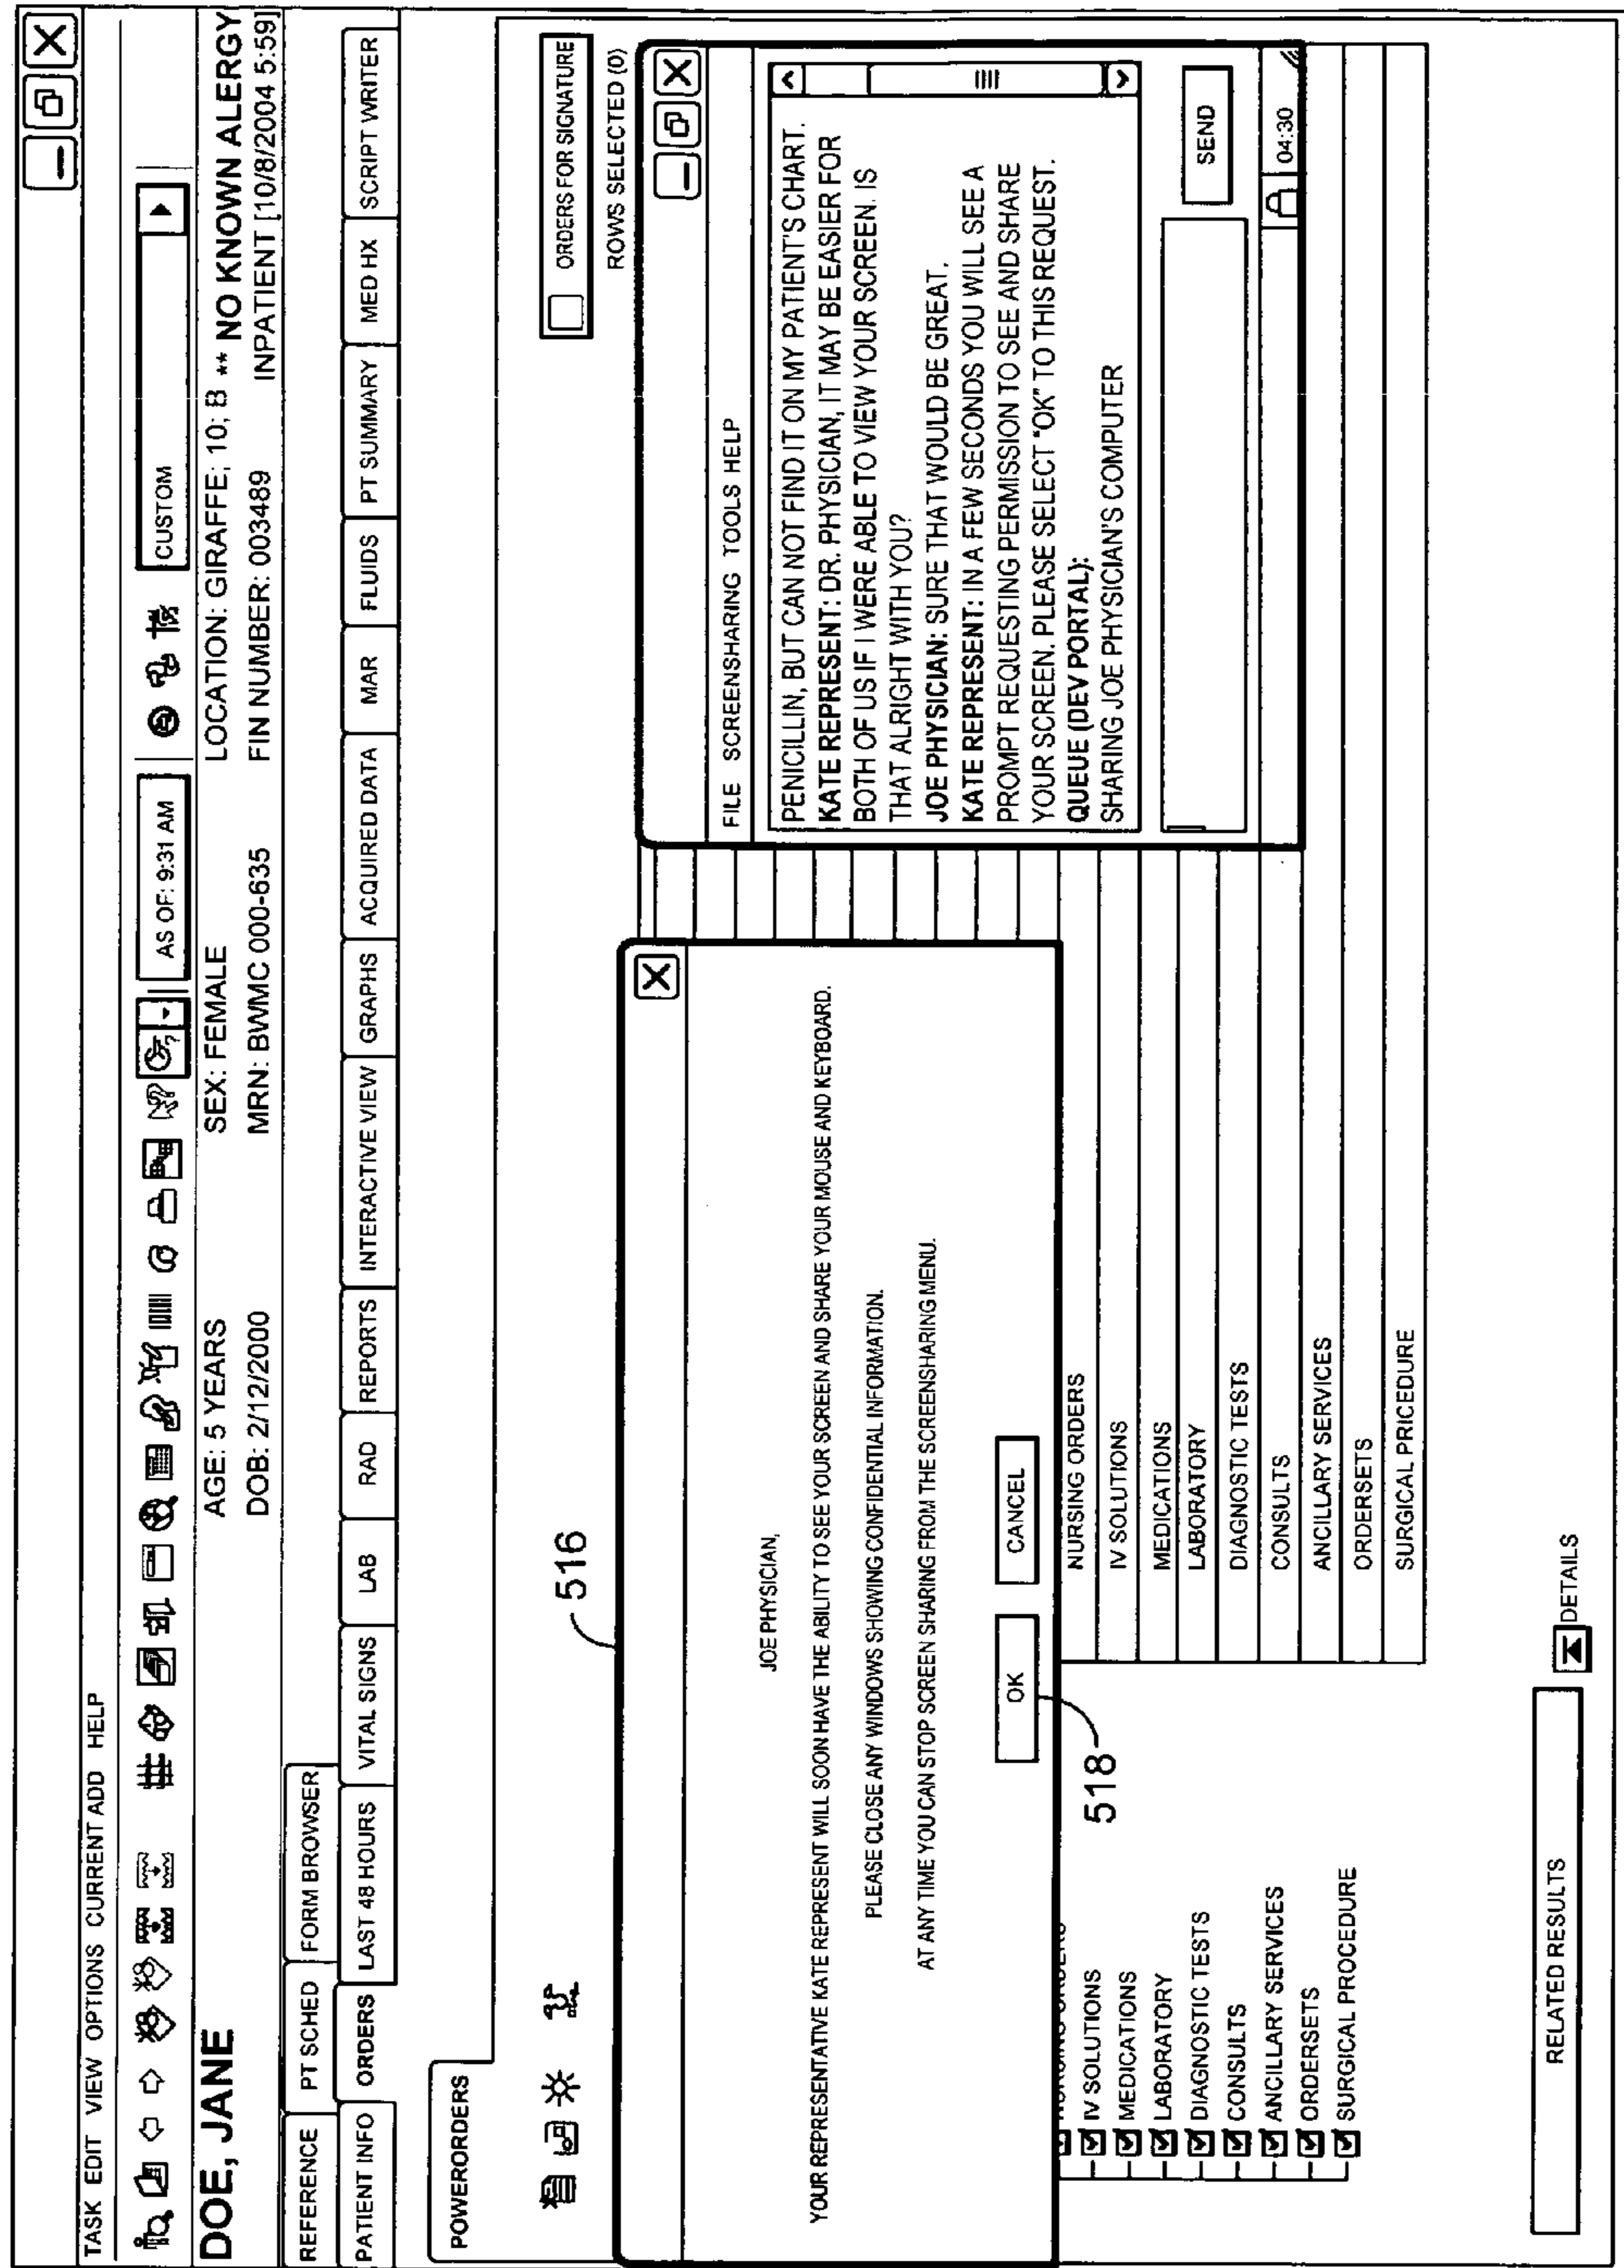 TASK EDIT VIEW OPTIONS CURRENT ADD HELP
AS OF: 9:31 AM
CUSTOM
DOE, JANE AGE: 5 YEARS SEX: FEMALE LOCATION: GIRAFFE; 10; B ** NO KNOWN ALERGY
DOB: 2/12/2000 MRN: BWMC 000-635 FIN NUMBER: 003489 INPATIENT [10/8/2004 5:59]
REFERENCE PT SCHED FORM BROWSER
PATIENT INFO ORDERS LAST 48 HOURS VITAL SIGNS LAB RAD REPORTS INTERACTIVE VIEW GRAPHS ACQUIRED DATA MAR FLUIDS PT SUMMARY MED HX SCRIPT WRITER
POWERORDERS
ORDERS FOR SIGNATURE
ROWS SELECTED (0)
516
JOE PHYSICIAN,
YOUR REPRESENTATIVE KATE REPRESENT WILL SOON HAVE THE ABILITY TO SEE YOUR SCREEN AND SHARE YOUR MOUSE AND KEYBOARD.
PLEASE CLOSE ANY WINDOWS SHOWING CONFIDENTIAL INFORMATION.
AT ANY TIME YOU CAN STOP SCREEN SHARING FROM THE SCREENSHARING MENU.
OK CANCEL
518
FILE SCREENSHARING TOOLS HELP
PENICILLIN, BUT CAN NOT FIND IT ON MY PATIENT'S CHART.
KATE REPRESENT: DR. PHYSICIAN, IT MAY BE EASIER FOR
BOTH OF US IF I WERE ABLE TO VIEW YOUR SCREEN. IS
THAT ALRIGHT WITH YOU?
JOE PHYSICIAN: SURE THAT WOULD BE GREAT.
KATE REPRESENT: IN A FEW SECONDS YOU WILL SEE A
PROMPT REQUESTING PERMISSION TO SEE AND SHARE
YOUR SCREEN. PLEASE SELECT "OK" TO THIS REQUEST.
QUEUE (DEV PORTAL):
SHARING JOE PHYSICIAN'S COMPUTER
SEND
04:30
IV SOLUTIONS
MEDICATIONS
LABORATORY
DIAGNOSTIC TESTS
CONSULTS
ANCILLARY SERVICES
ORDERSETS
SURGICAL PROCEDURE
NURSING ORDERS
IV SOLUTIONS
MEDICATIONS
LABORATORY
DIAGNOSTIC TESTS
CONSULTS
ANCILLARY SERVICES
ORDERSETS
SURGICAL PRICEDURE
RELATED RESULTS
DETAILS